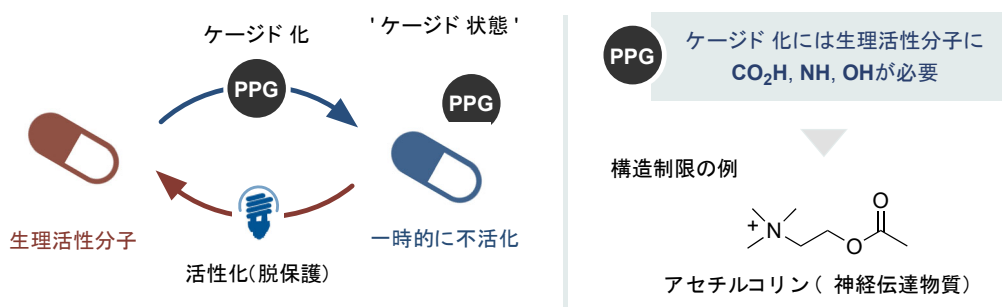 ケージド 化
' ケージド 状態 '
PPG
PPG
生理活性分子
一時的に不活化
活性化(脱保護)
PPG
ケージド 化には生理活性分子に
CO₂H, NH, OHが必要
構造制限の例
+
N
O
O
アセチルコリン ( 神経伝達物質)